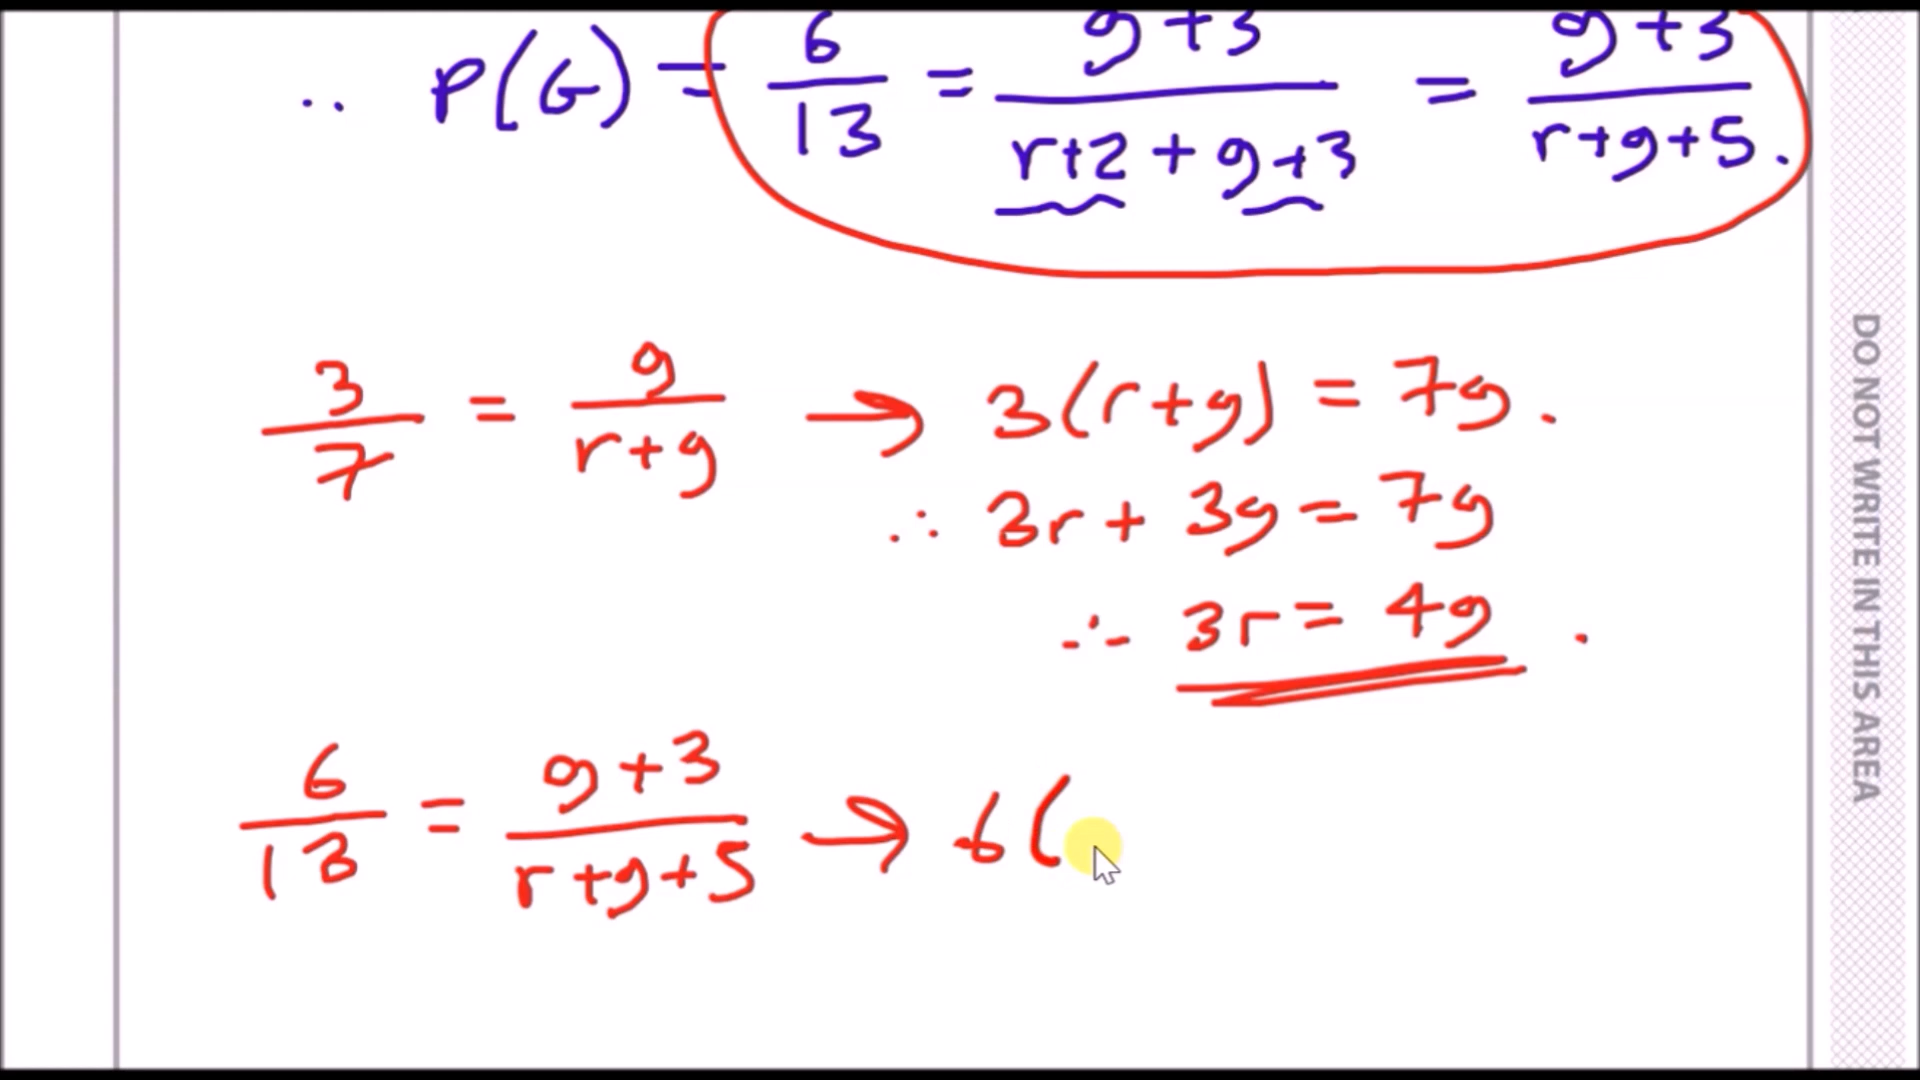 ∴ P(G) = 6/13 = (g+3)/(r+2+g+3) = (g+3)/(r+g+5).
3/7 = g/(r+g) → 3(r+g) = 7g.
∴ 3r + 3g = 7g
∴ 3r = 4g.
6/13 = (g+3)/(r+g+5) → 6(
DO NOT WRITE IN THIS AREA